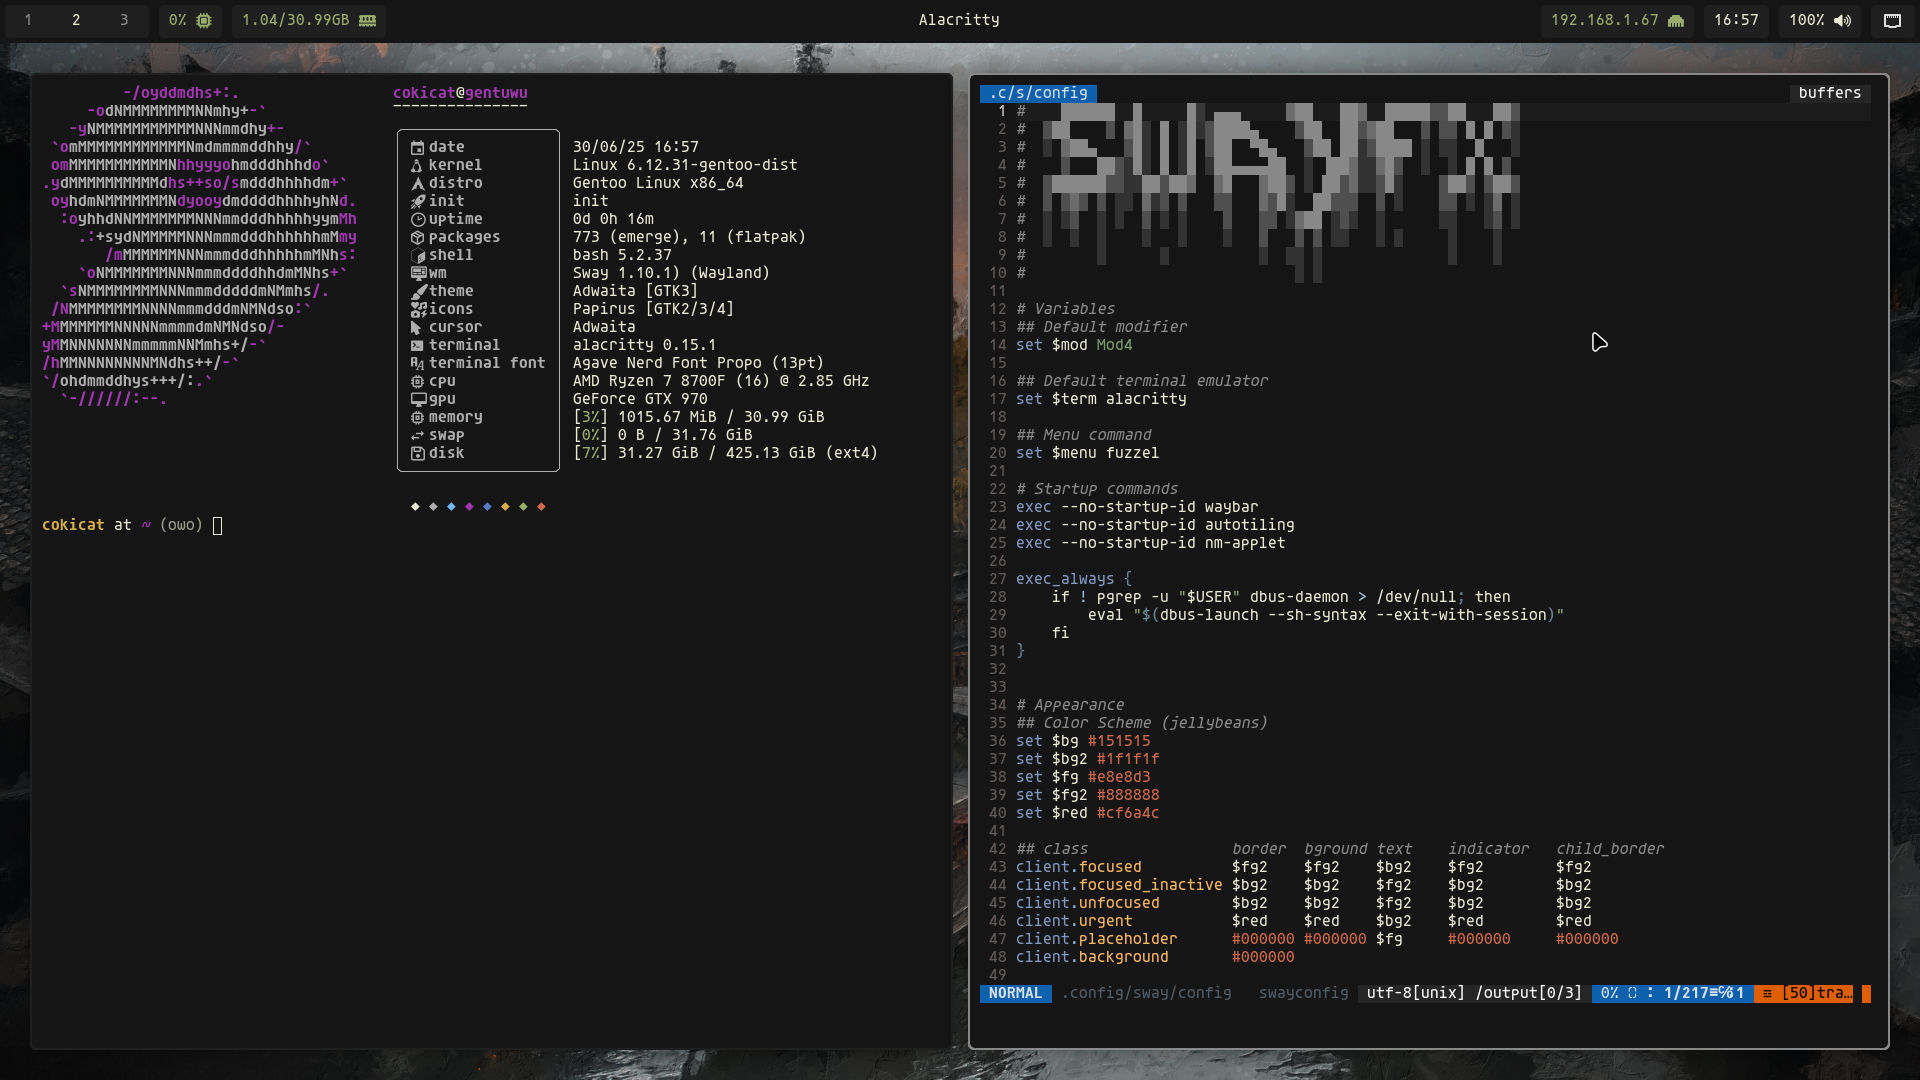 1 2 3 0% 1.04/30.99GB Alacritty 192.168.1.67 16:57 100%
-/oyddmdhs+:.
-odNMMMMMMMMNNmhy+-`
-yNMMMMMMMMMMMNNNmmdhy+-
`omMMMMMMMMMMMMNmdmmmmddhhy/`
omMMMMMMMMMMMNhhyyyohmdddhhhdo`
.ydMMMMMMMMMMdhs++so/smdddhhhhdm+`
oyhdmNMMMMMMMNdyooydmddddhhhhyhNd.
:oyhhdNNMMMMMMMNNNmmdddhhhhhyymMh
.:+sydNMMMMMNNNmmmdddhhhhhhmMmy
/mMMMMMMNNNmmmdddhhhhhmMNhs:
`oNMMMMMMMNNNmmmddddhhdmMNhs+`
`sNMMMMMMMMNNNmmmdddddmNMmhs/.
/NMMMMMMMMNNNNmmmdddmNMNdso:`
+MMMMMMMNNNNNmmmmdmNMNdso/-
yMMNNNNNNNmmmmmNNMmhs+/-`
/hMMNNNNNNNNMNdhs++/-`
`/ohdmmddhys+++/:.`
`-//////:--.
cokicat@gentuwu
---------------
date 30/06/25 16:57
kernel Linux 6.12.31-gentoo-dist
distro Gentoo Linux x86_64
init init
uptime 0d 0h 16m
packages 773 (emerge), 11 (flatpak)
shell bash 5.2.37
wm Sway 1.10.1) (Wayland)
theme Adwaita [GTK3]
icons Papirus [GTK2/3/4]
cursor Adwaita
terminal alacritty 0.15.1
terminal font Agave Nerd Font Propo (13pt)
cpu AMD Ryzen 7 8700F (16) @ 2.85 GHz
gpu GeForce GTX 970
memory [3%] 1015.67 MiB / 30.99 GiB
swap [0%] 0 B / 31.76 GiB
disk [7%] 31.27 GiB / 425.13 GiB (ext4)
cokicat at ~ (owo)
.c/s/config buffers
SWAYFX
1 #
2 #
3 #
4 #
5 #
6 #
7 #
8 #
9 #
10 #
11
12 # Variables
13 ## Default modifier
14 set $mod Mod4
15
16 ## Default terminal emulator
17 set $term alacritty
18
19 ## Menu command
20 set $menu fuzzel
21
22 # Startup commands
23 exec --no-startup-id waybar
24 exec --no-startup-id autotiling
25 exec --no-startup-id nm-applet
26
27 exec_always {
28 if ! pgrep -u "$USER" dbus-daemon > /dev/null; then
29 eval "$(dbus-launch --sh-syntax --exit-with-session)"
30 fi
31 }
32
33
34 # Appearance
35 ## Color Scheme (jellybeans)
36 set $bg #151515
37 set $bg2 #1f1f1f
38 set $fg #e8e8d3
39 set $fg2 #888888
40 set $red #cf6a4c
41
42 ## class border bground text indicator child_border
43 client.focused $fg2 $fg2 $bg2 $fg2 $fg2
44 client.focused_inactive $bg2 $bg2 $fg2 $bg2 $bg2
45 client.unfocused $bg2 $bg2 $fg2 $bg2 $bg2
46 client.urgent $red $red $bg2 $red $red
47 client.placeholder #000000 #000000 $fg #000000 #000000
48 client.background #000000
49
NORMAL .config/sway/config swayconfig utf-8[unix] /output[0/3] 0% : 1/217≡℅1 ☲ [50]tra…